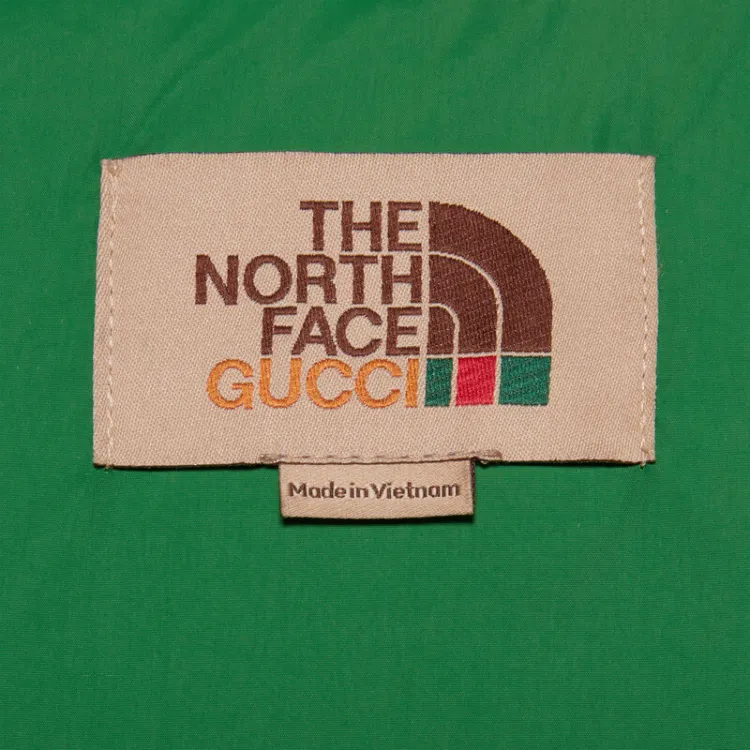 THE
NORTH
FACE
GUCCI
Made in Vietnam